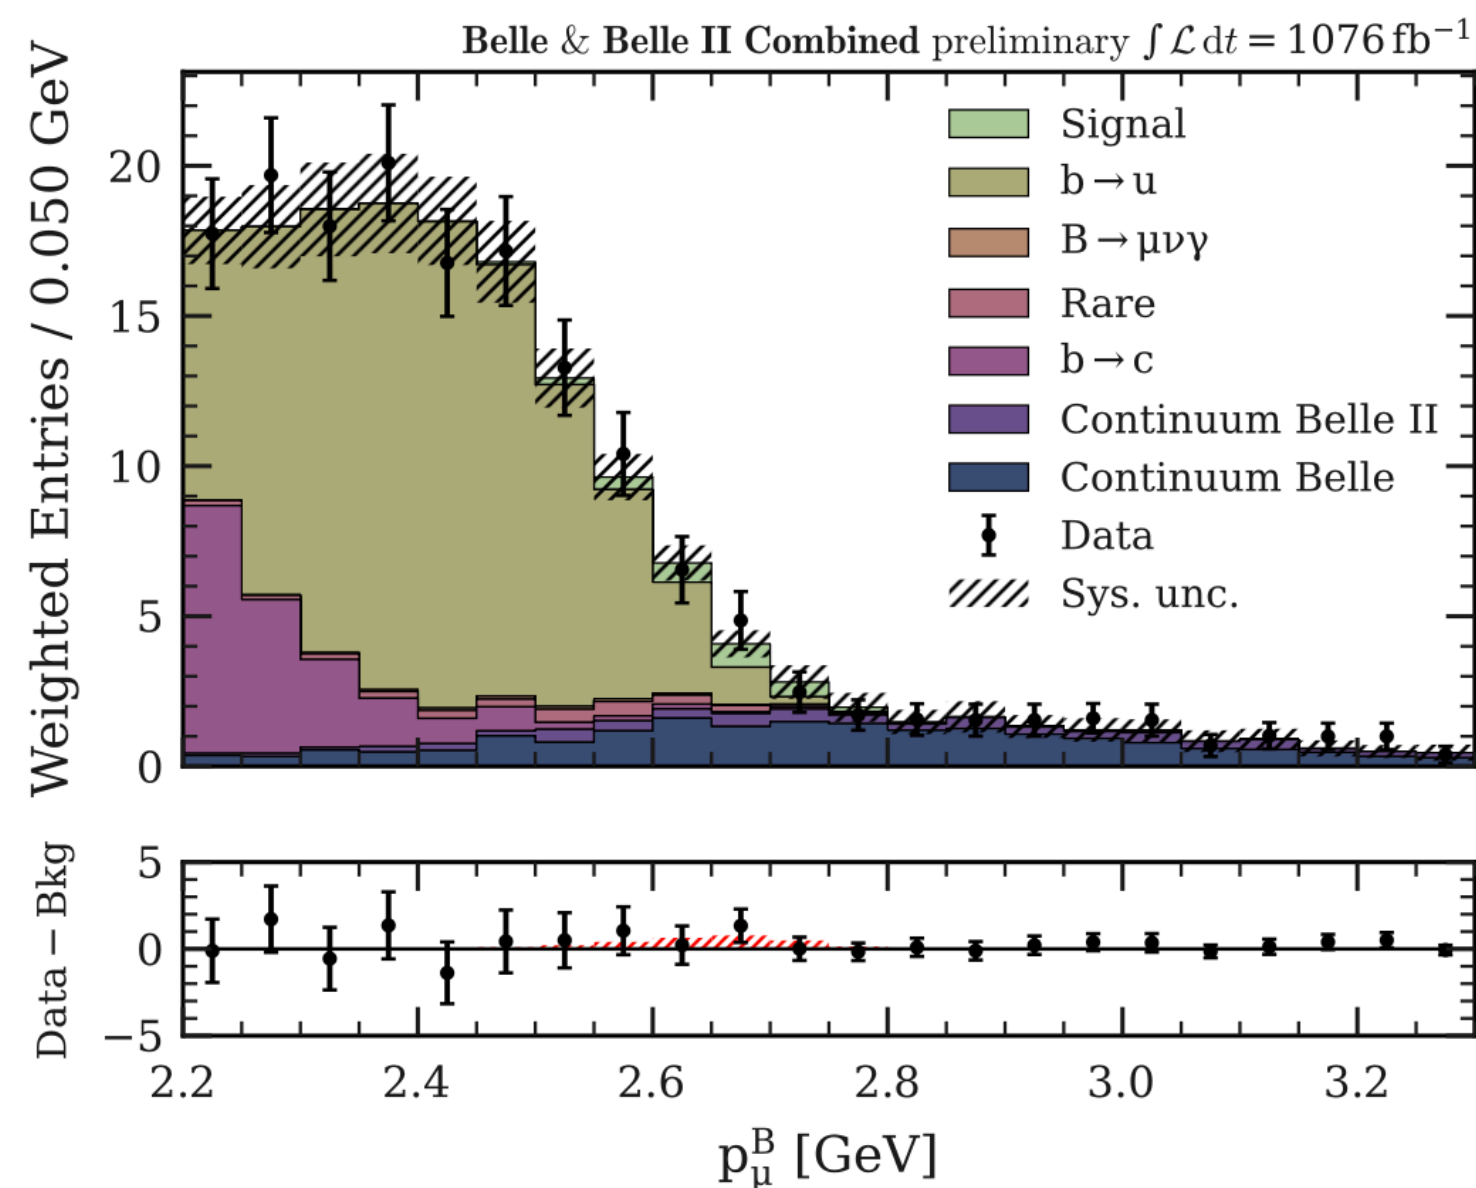 Belle & Belle II Combined preliminary ∫ ℒ dt = 1076 fb⁻¹
Weighted Entries / 0.050 GeV
20
15
10
5
0
Signal
b → u
B → μνγ
Rare
b → c
Continuum Belle II
Continuum Belle
Data
Sys. unc.
Data − Bkg
5
0
−5
2.2 2.4 2.6 2.8 3.0 3.2
p_μ^B [GeV]